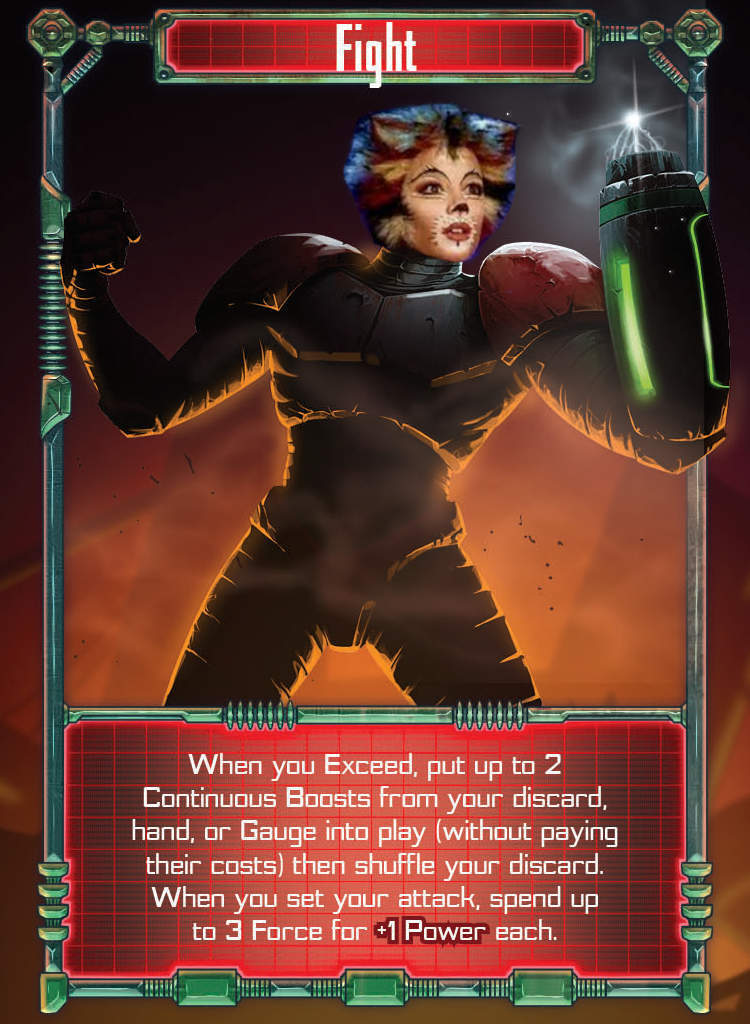 Fight
When you Exceed, put up to 2
Continuous Boosts from your discard,
hand, or Gauge into play (without paying
their costs) then shuffle your discard.
When you set your attack, spend up
to 3 Force for +1 Power each.